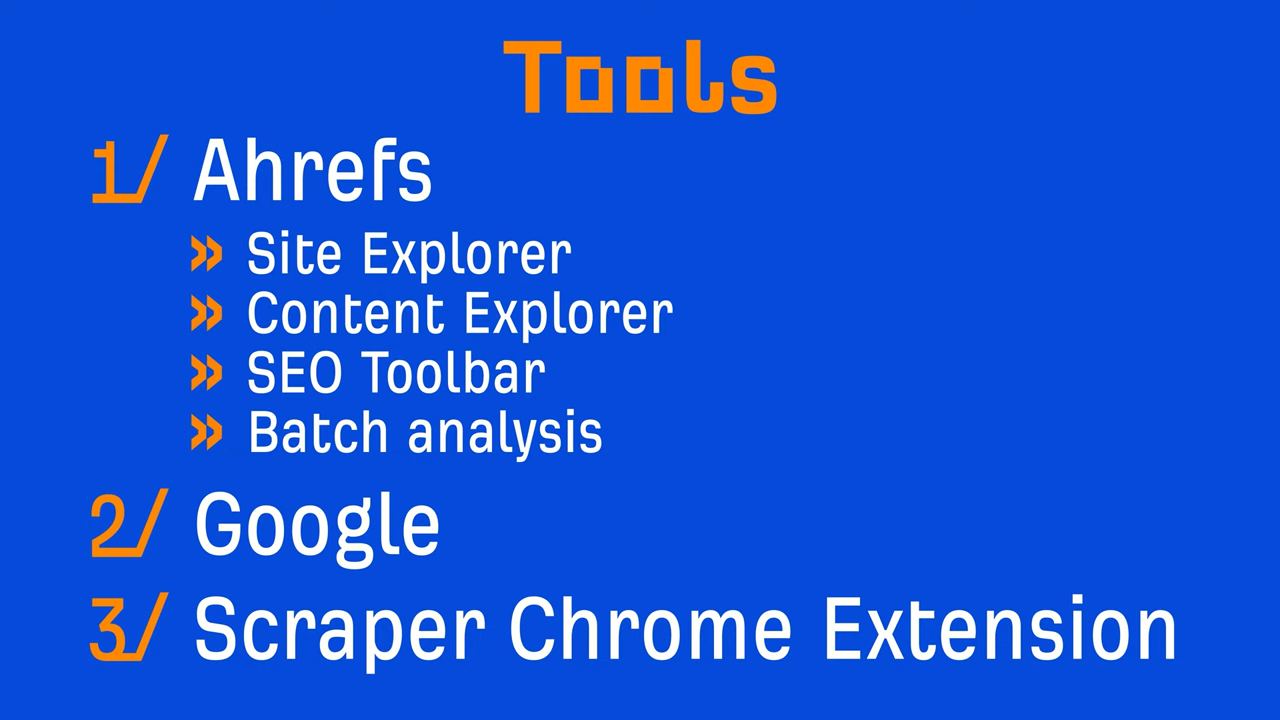 Tools
1/ Ahrefs
» Site Explorer
» Content Explorer
» SEO Toolbar
» Batch analysis
2/ Google
3/ Scraper Chrome Extension